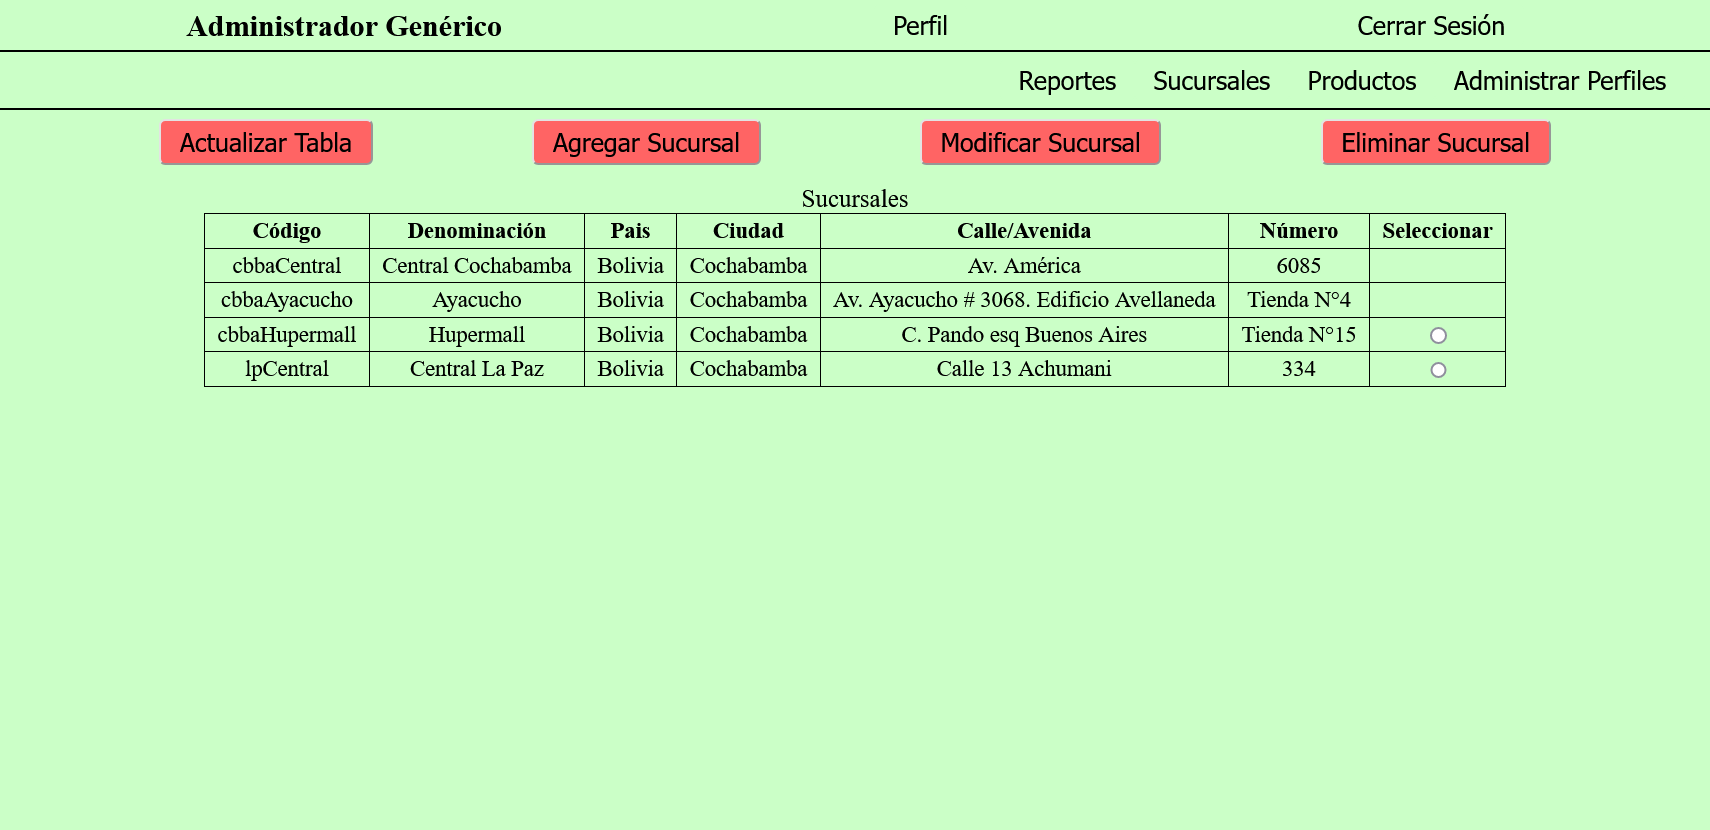 Administrador Genérico Perfil Cerrar Sesión
Reportes Sucursales Productos Administrar Perfiles
Actualizar Tabla Agregar Sucursal Modificar Sucursal Eliminar Sucursal
Sucursales
Código Denominación Pais Ciudad Calle/Avenida Número Seleccionar
cbbaCentral Central Cochabamba Bolivia Cochabamba Av. América 6085
cbbaAyacucho Ayacucho Bolivia Cochabamba Av. Ayacucho # 3068. Edificio Avellaneda Tienda N°4
cbbaHupermall Hupermall Bolivia Cochabamba C. Pando esq Buenos Aires Tienda N°15
lpCentral Central La Paz Bolivia Cochabamba Calle 13 Achumani 334